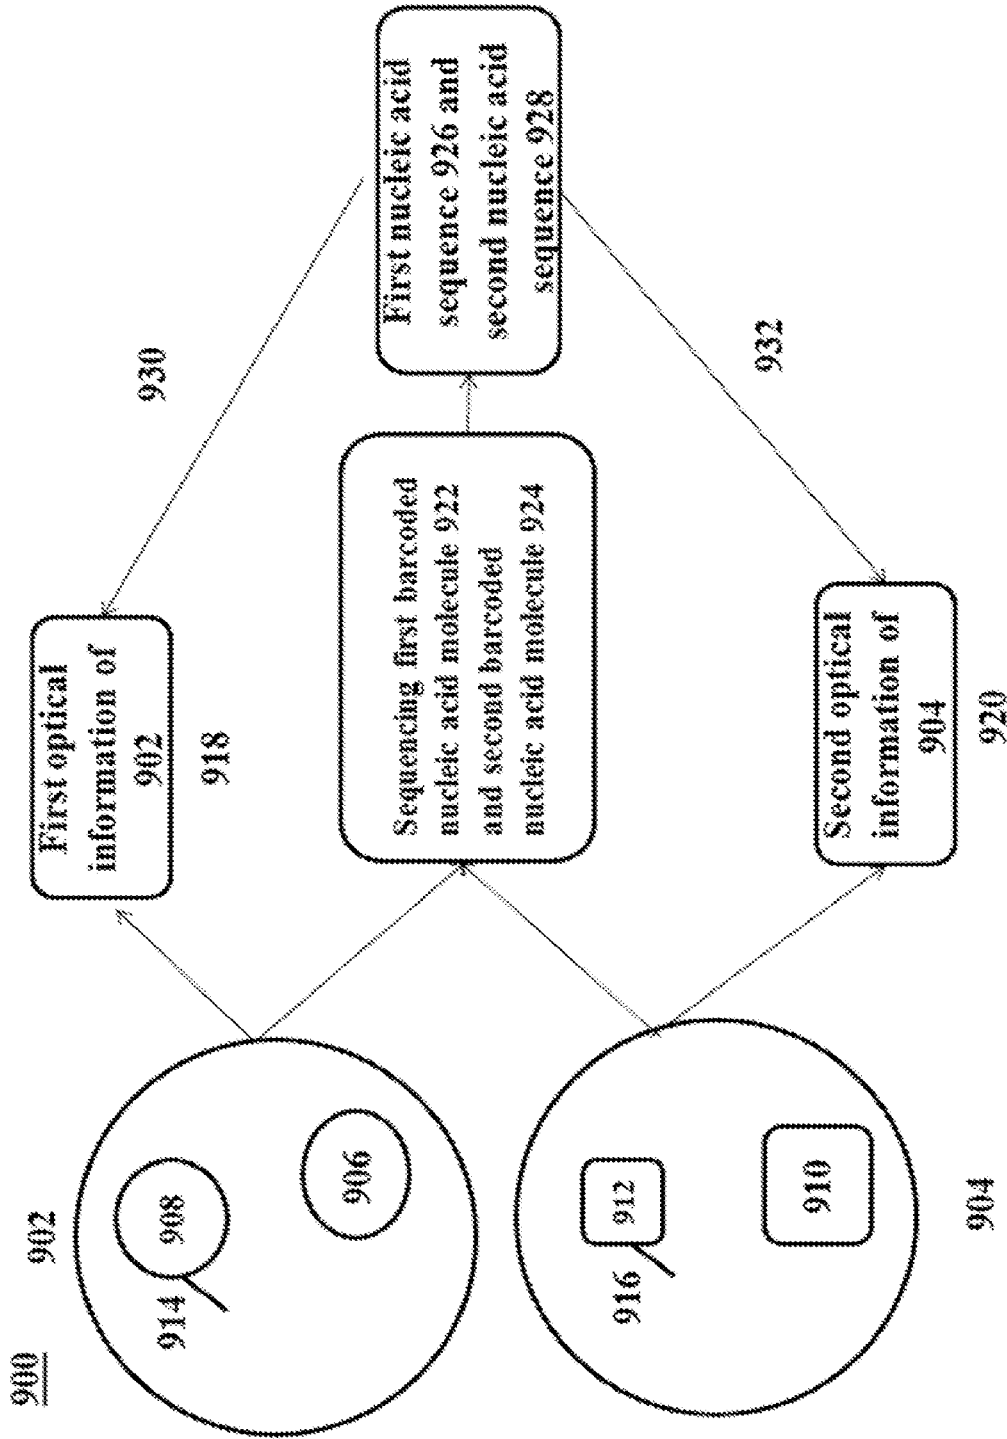 900
902
914
908
906
916
912
910
904
First optical
information of
902
918
Sequencing first barcoded
nucleic acid molecule 922
and second barcoded
nucleic acid molecule 924
Second optical
information of
904
920
930
First nucleic acid
sequence 926 and
second nucleic acid
sequence 928
932